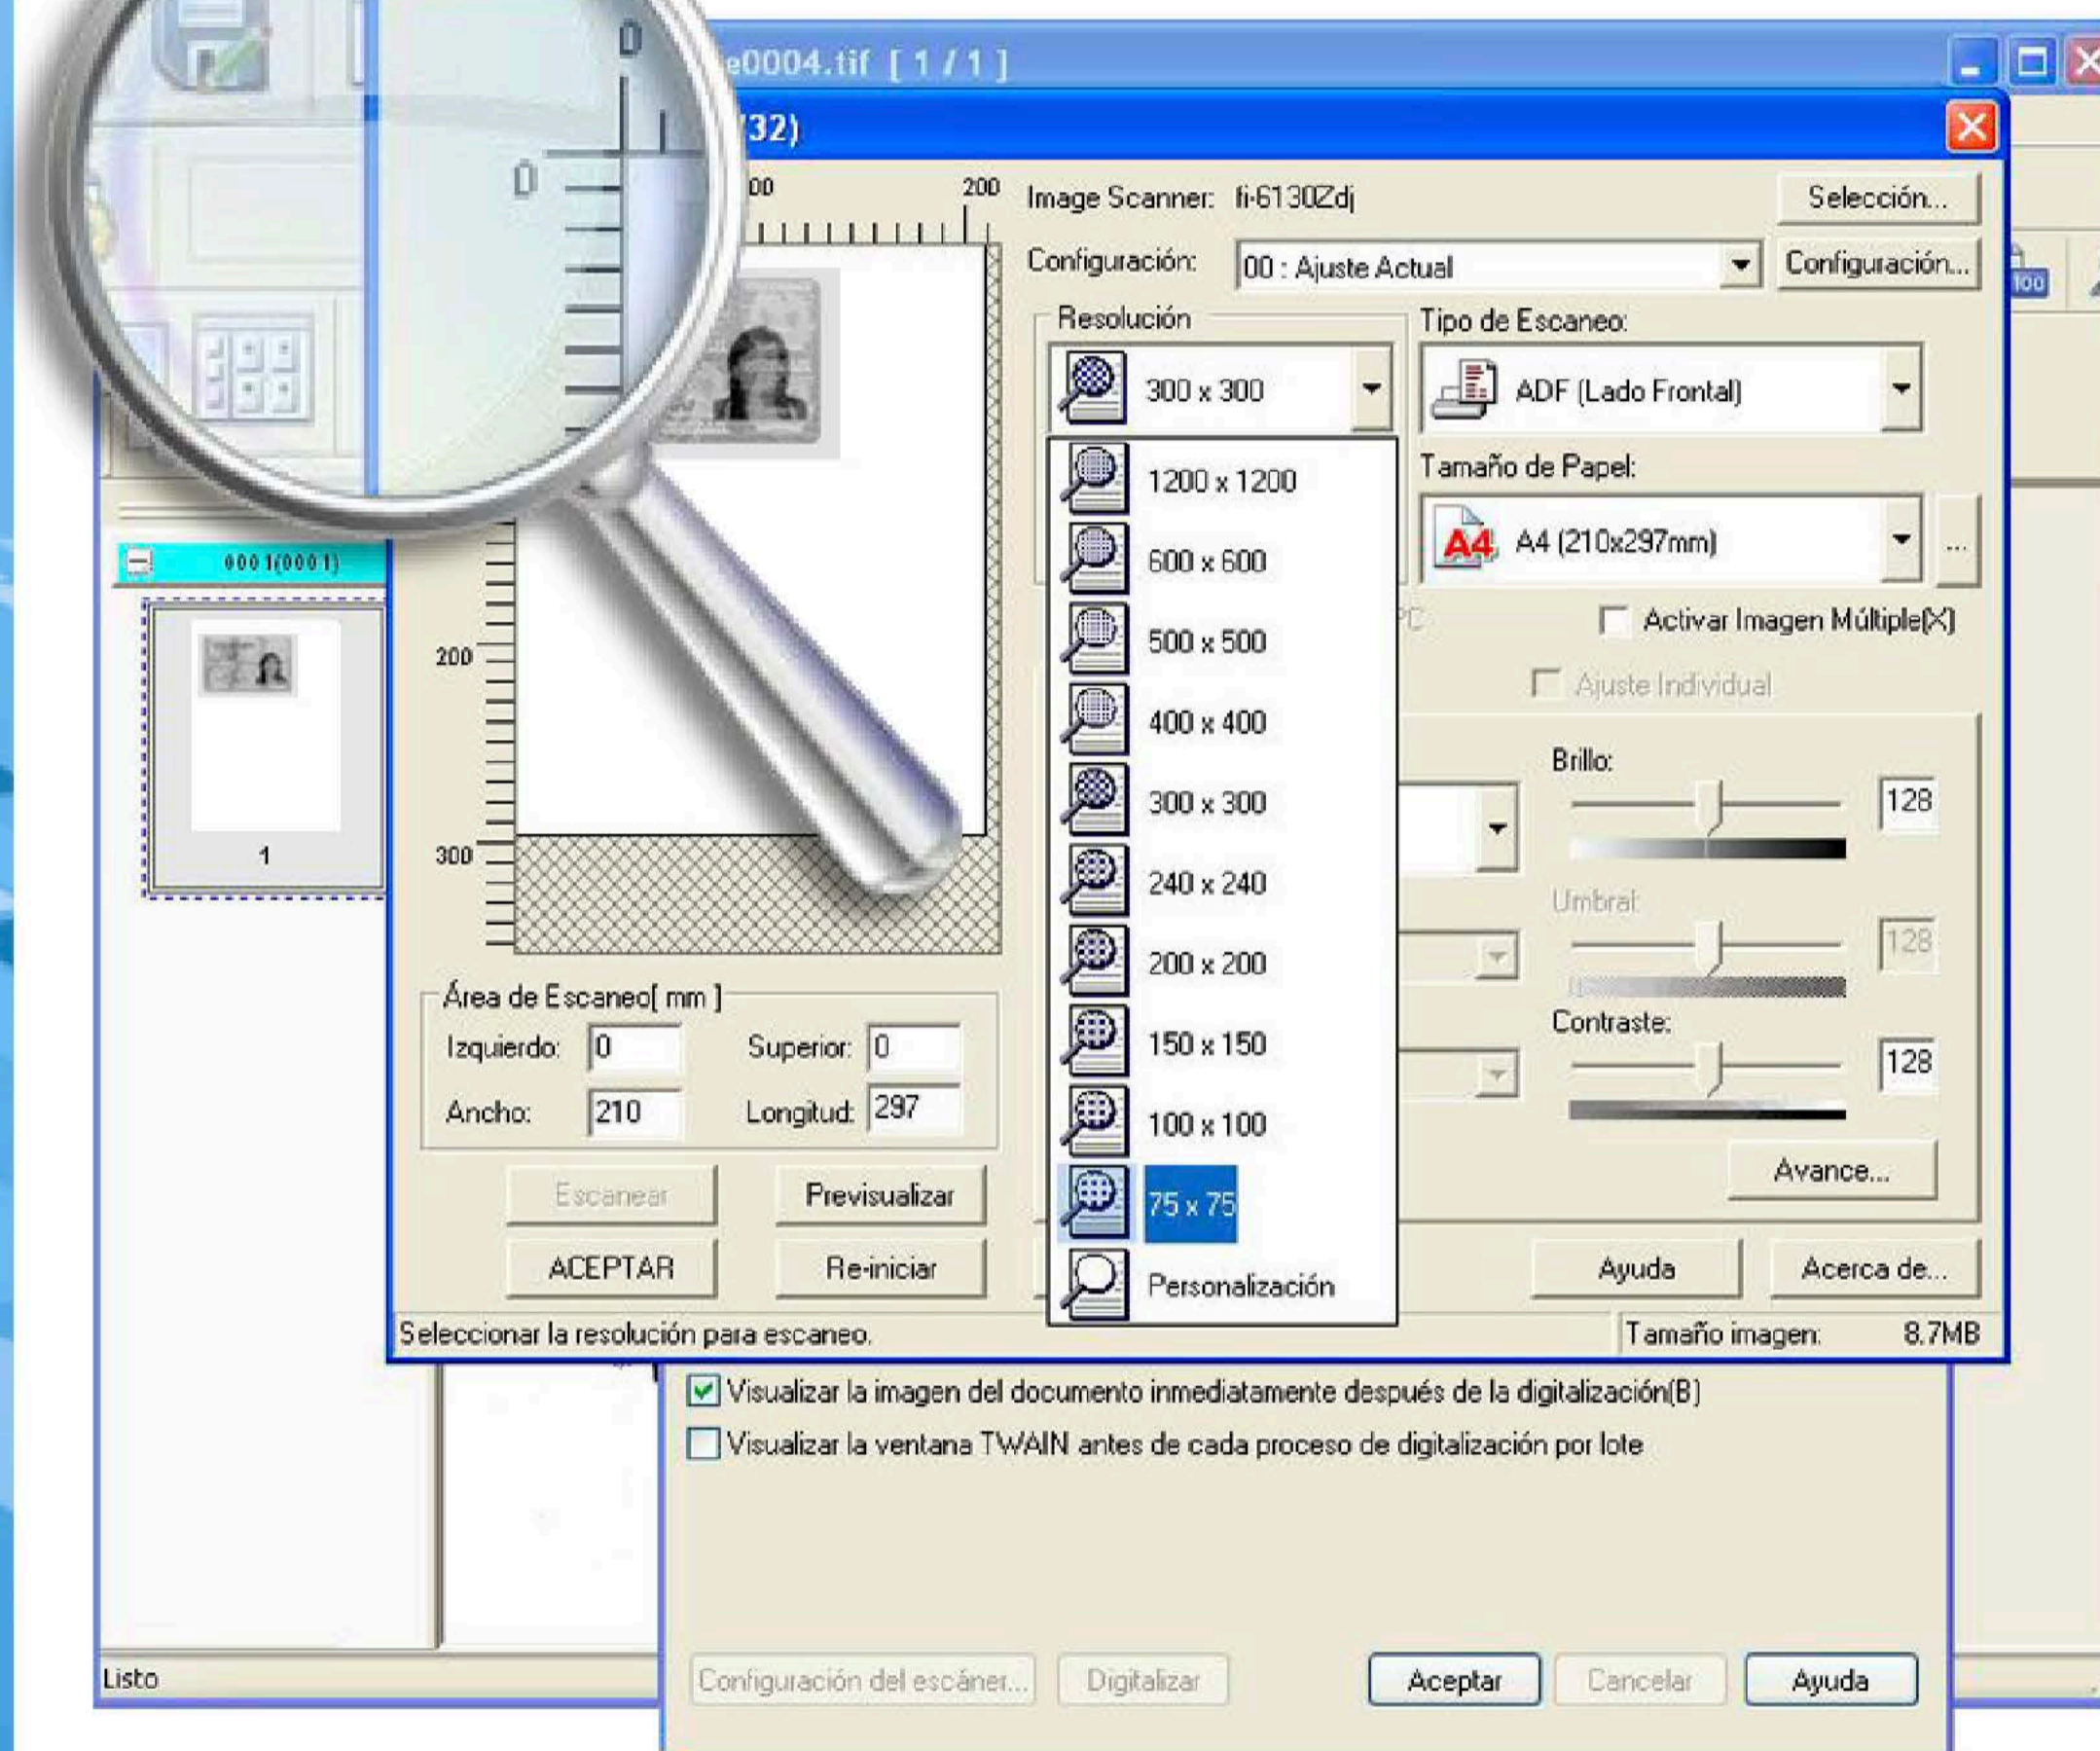 e0004.tif [ 1 / 1 ]
/32)
0
0
00
200
Image Scanner: fi-6130Zdj
Selección...
Configuración: 00 : Ajuste Actual
Configuración...
100
Resolución
Tipo de Escaneo:
300 x 300
ADF (Lado Frontal)
1200 x 1200
Tamaño de Papel:
600 x 600
A4 A4 (210x297mm)
...
000 1(000 1)
500 x 500
Activar Imagen Múltiple(X)
200
Ajuste Individual
400 x 400
Brillo:
300 x 300
128
1
300
240 x 240
Umbral:
128
200 x 200
Área de Escaneo[ mm ]
Izquierdo: 0 Superior: 0
150 x 150
Contraste:
128
Ancho: 210 Longitud: 297
100 x 100
Avance...
Escanear
Previsualizar
75 x 75
ACEPTAR
Re-iniciar
Personalización
Ayuda
Acerca de...
Seleccionar la resolución para escaneo.
Tamaño imagen: 8.7MB
Visualizar la imagen del documento inmediatamente después de la digitalización(B)
Visualizar la ventana TWAIN antes de cada proceso de digitalización por lote
Listo
Configuración del escáner...
Digitalizar
Aceptar
Cancelar
Ayuda